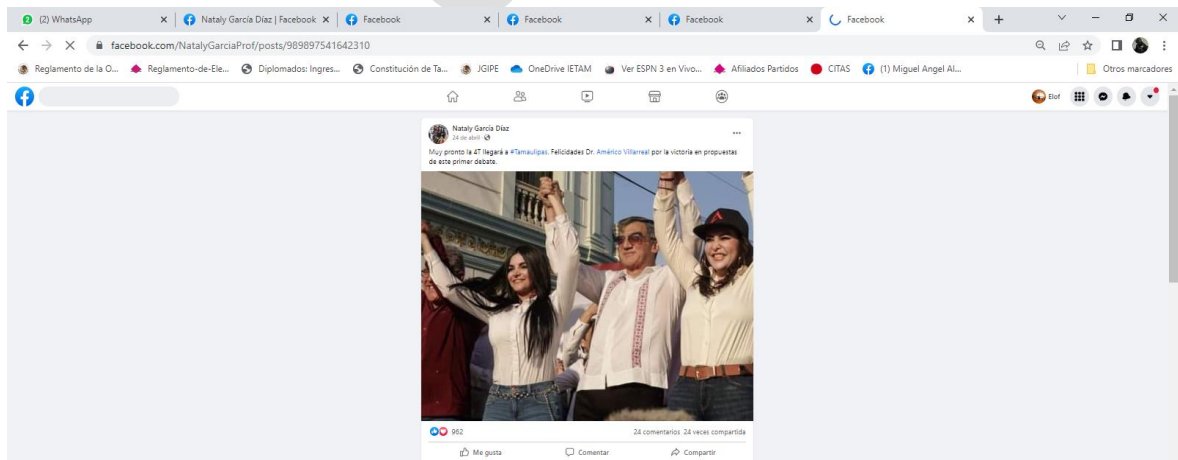 (2) WhatsApp
Nataly García Díaz | Facebook
Facebook
Facebook
Facebook
Facebook
facebook.com/NatalyGarciaProf/posts/989897541642310
Reglamento de la O...
Reglamento-de-Ele...
Diplomados: Ingres...
Constitución de Ta...
JGIPE
OneDrive IETAM
Ver ESPN 3 en Vivo...
Afiliados Partidos
CITAS
(1) Miguel Angel Al...
Otros marcadores
Elof
Nataly García Díaz
24 de abril
Muy pronto la 4T llegará a #Tamaulipas. Felicidades Dr. Américo Villarreal por la victoria en propuestas
de este primer debate.
962
24 comentarios 24 veces compartida
Me gusta
Comentar
Compartir